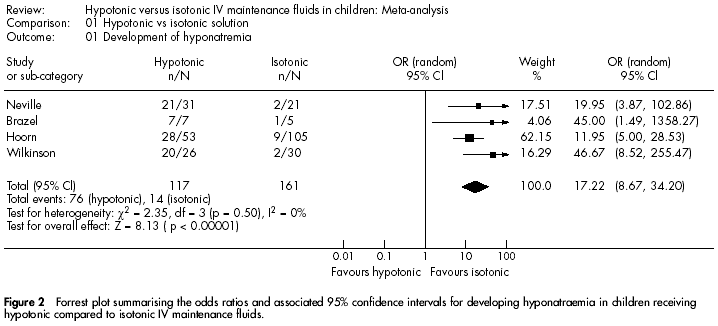 Review: Hypotonic versus isotonic IV maintenance fluids in children: Meta-analysis
Comparison: 01 Hypotonic vs isotonic solution
Outcome: 01 Development of hyponatremia
Study Hypotonic Isotonic OR (random) Weight OR (random)
or sub-category n/N n/N 95% CI % 95% CI
Neville 21/31 2/21 17.51 19.95 (3.87, 102.86)
Brazel 7/7 1/5 4.06 45.00 (1.49, 1358.27)
Hoorn 28/53 9/105 62.15 11.95 (5.00, 28.53)
Wilkinson 20/26 2/30 16.29 46.67 (8.52, 255.47)
Total (95% CI) 117 161 100.0 17.22 (8.67, 34.20)
Total events: 76 (hypotonic), 14 (isotonic)
Test for heterogeneity: χ2 = 2.35, df = 3 (p = 0.50), I2 = 0%
Test for overall effect: Z = 8.13 ( p < 0.00001)
0.01 0.1 1 10 100
Favours hypotonic Favours isotonic
Figure 2 Forrest plot summarising the odds ratios and associated 95% confidence intervals for developing hyponatraemia in children receiving
hypotonic compared to isotonic IV maintenance fluids.